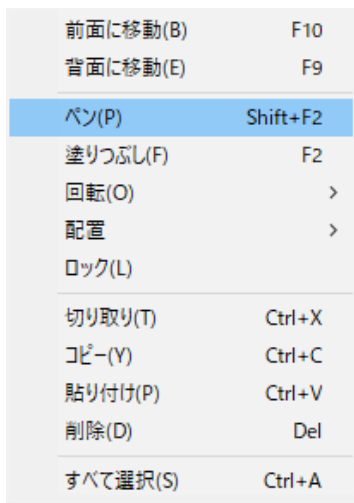 前面に移動(B) F10
背面に移動(E) F9
ペン(P) Shift+F2
塗りつぶし(F) F2
回転(O) >
配置 >
ロック(L)
切り取り(T) Ctrl+X
コピー(Y) Ctrl+C
貼り付け(P) Ctrl+V
削除(D) Del
すべて選択(S) Ctrl+A